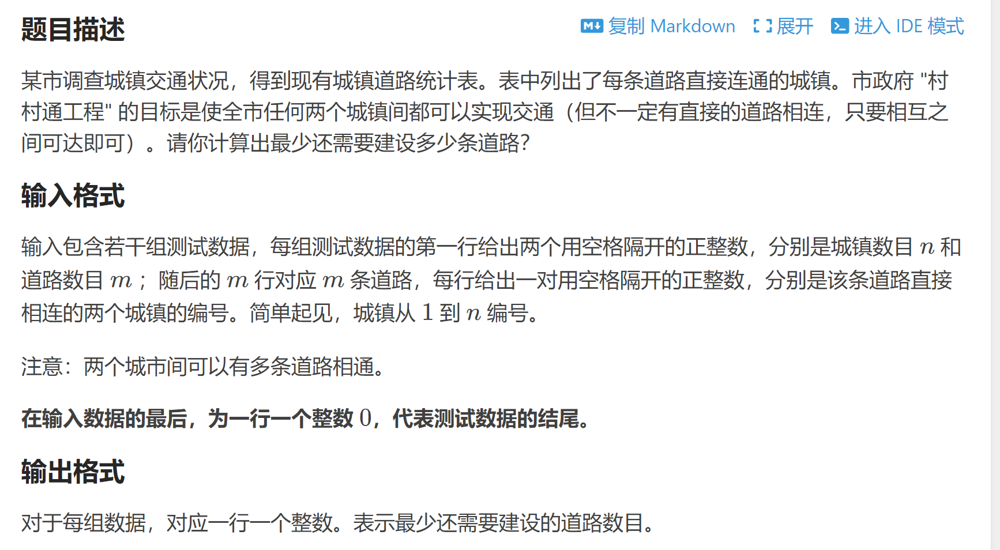 题目描述
复制 Markdown 展开 进入 IDE 模式
某市调查城镇交通状况，得到现有城镇道路统计表。表中列出了每条道路直接连通的城镇。市政府 "村
村通工程" 的目标是使全市任何两个城镇间都可以实现交通（但不一定有直接的道路相连，只要相互之
间可达即可）。请你计算出最少还需要建设多少条道路？
输入格式
输入包含若干组测试数据，每组测试数据的第一行给出两个用空格隔开的正整数，分别是城镇数目 n 和
道路数目 m ；随后的 m 行对应 m 条道路，每行给出一对用空格隔开的正整数，分别是该条道路直接
相连的两个城镇的编号。简单起见，城镇从 1 到 n 编号。
注意：两个城市间可以有多条道路相通。
在输入数据的最后，为一行一个整数 0，代表测试数据的结尾。
输出格式
对于每组数据，对应一行一个整数。表示最少还需要建设的道路数目。